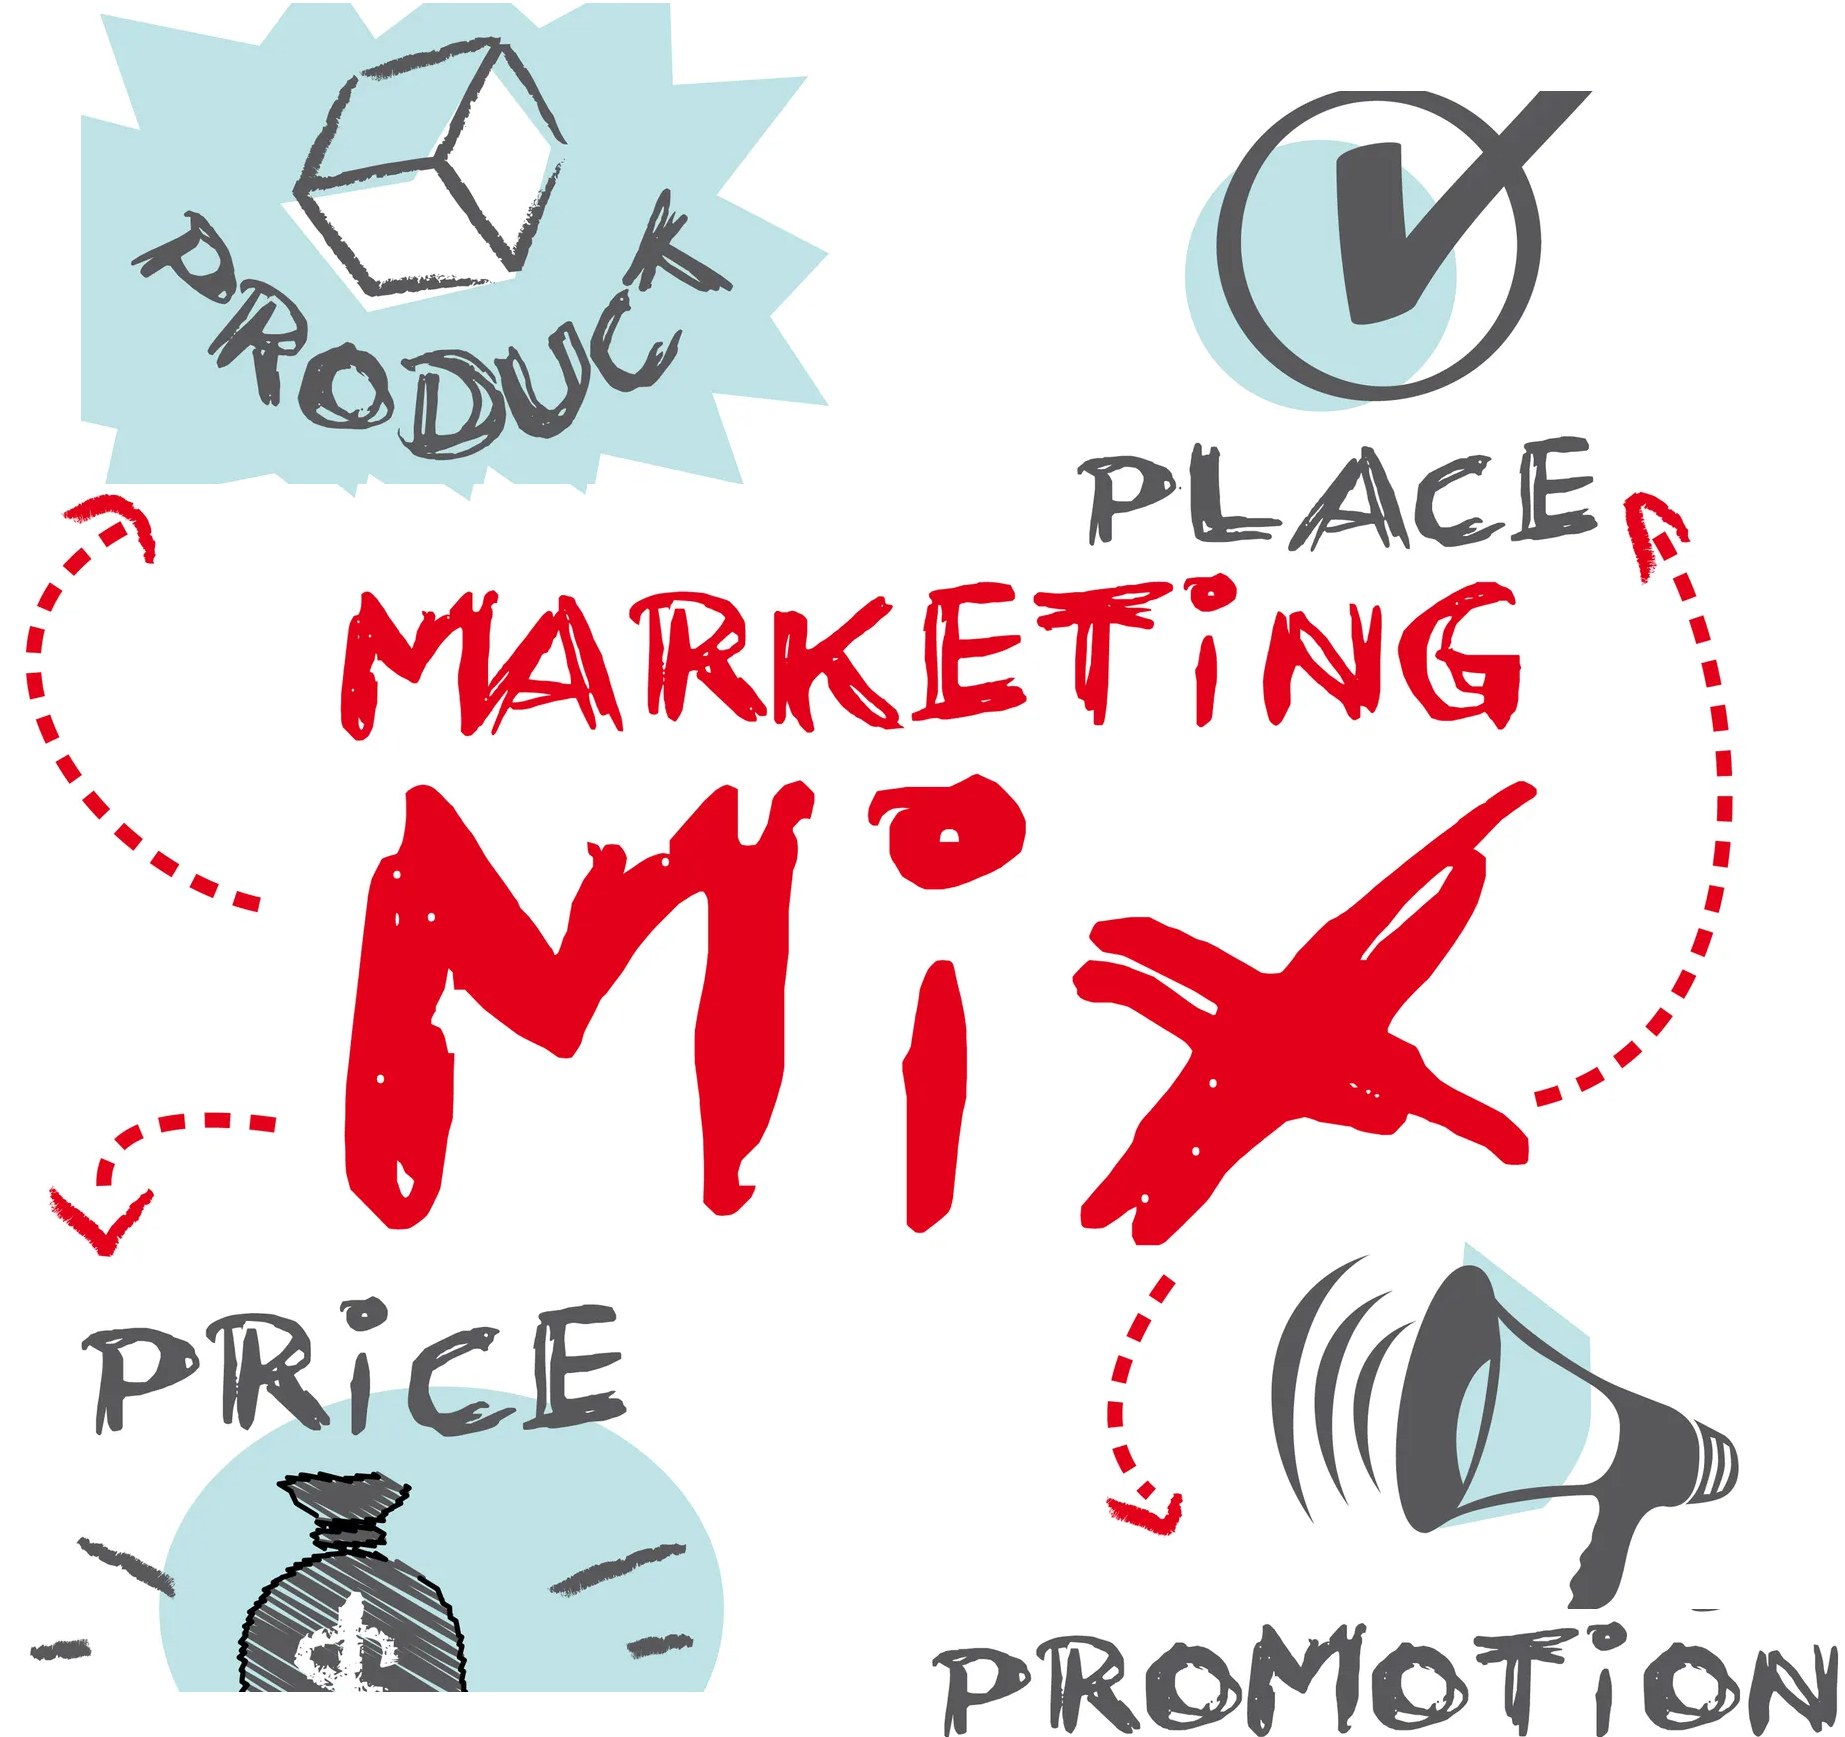 PRODUCT
PLACE
MARKETiNG
MiX
PRiCE
PROMOTiON